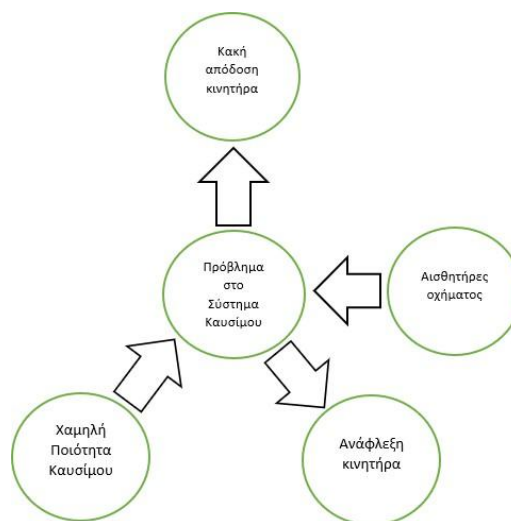 Κακή
απόδοση
κινητήρα
Πρόβλημα
στο
Σύστημα
Καυσίμου
Αισθητήρες
οχήματος
Χαμηλή
Ποιότητα
Καυσίμου
Ανάφλεξη
κινητήρα